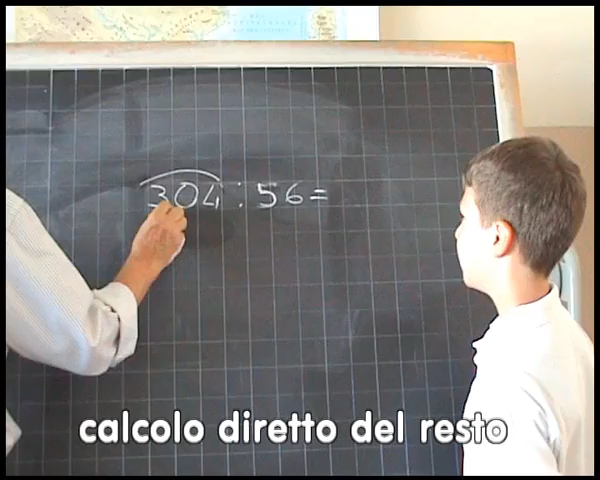 304 : 56 =
calcolo diretto del resto